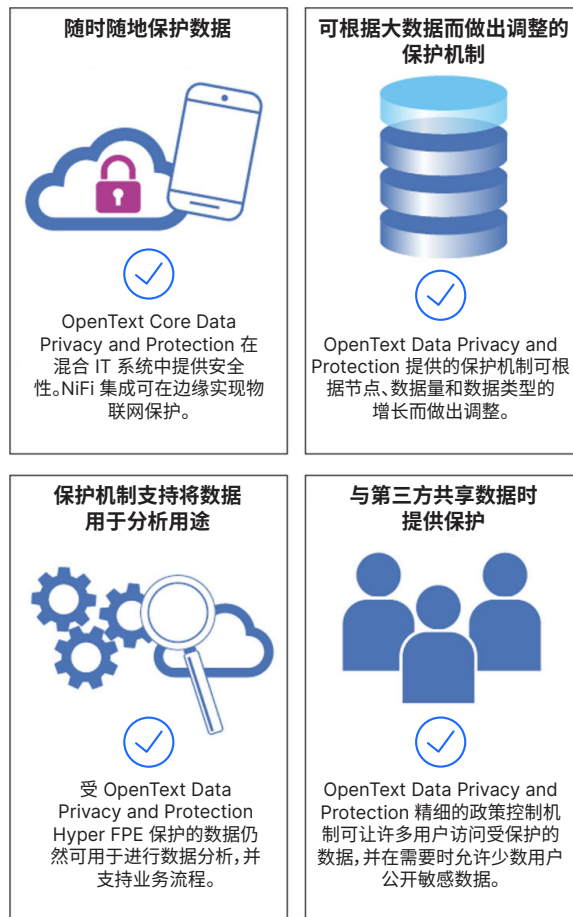 随时随地保护数据
OpenText Core Data
Privacy and Protection 在
混合 IT 系统中提供安全
性。NiFi 集成可在边缘实现物
联网保护。
可根据大数据而做出调整的
保护机制
OpenText Data Privacy and
Protection 提供的保护机制可根
据节点、数据量和数据类型的
增长而做出调整。
保护机制支持将数据
用于分析用途
受 OpenText Data
Privacy and Protection
Hyper FPE 保护的数据仍
然可用于进行数据分析,并
支持业务流程。
与第三方共享数据时
提供保护
OpenText Data Privacy and
Protection 精细的政策控制机
制可让许多用户访问受保护的
数据,并在需要时允许少数用户
公开敏感数据。